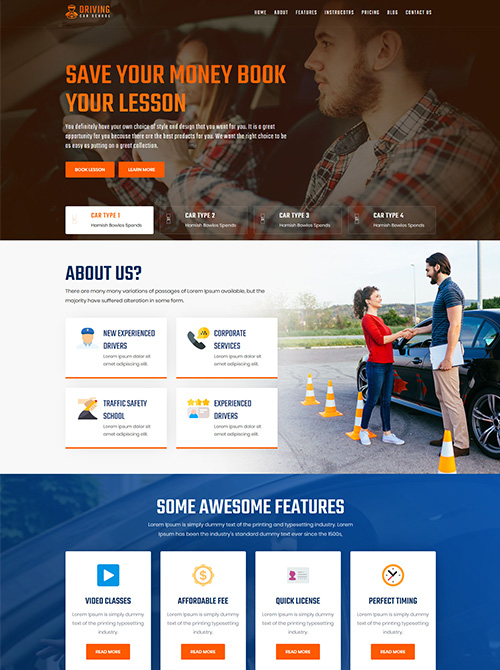 DRIVING
CAR SCHOOL
HOME ABOUT FEATURES INSTRUCOTRS PRICING BLOG CONTACT US
SAVE YOUR MONEY BOOK
YOUR LESSON
You definitely have your own choice of style and design that you want for you. It is a great
opportunity for you because there are the best products for you. We want the right choice to be
as easy as putting on a great collection.
BOOK LESSON LEARN MORE
CAR TYPE 1 CAR TYPE 2 CAR TYPE 3 CAR TYPE 4
Hamish Bowles Spends Hamish Bowles Spends Hamish Bowles Spends Hamish Bowles Spends
ABOUT US?
There are many many variations of passages of Lorem Ipsum available, but the
majority have suffered alteration in some form.
NEW EXPERIENCED
DRIVERS
Lorem ipsum dolor sit
amet adipiscing elit.
CORPORATE
SERVICES
Lorem ipsum dolor sit
amet adipiscing elit.
TRAFFIC SAFETY
SCHOOL
Lorem ipsum dolor sit
amet adipiscing elit.
EXPERIENCED
DRIVERS
Lorem ipsum dolor sit
amet adipiscing elit.
SOME AWESOME FEATURES
Lorem Ipsum is simply dummy text of the printing and typesetting industry. Lorem
Ipsum has been the industry's standard dummy text ever since the 1500s,
VIDEO CLASSES
Lorem Ipsum is simply dummy
text of the printing and typesetting
industry.
READ MORE
AFFORDABLE FEE
Lorem Ipsum is simply dummy
text of the printing and typesetting
industry.
READ MORE
QUICK LICENSE
Lorem Ipsum is simply dummy
text of the printing and typesetting
industry.
READ MORE
PERFECT TIMING
Lorem Ipsum is simply dummy
text of the printing and typesetting
industry.
READ MORE